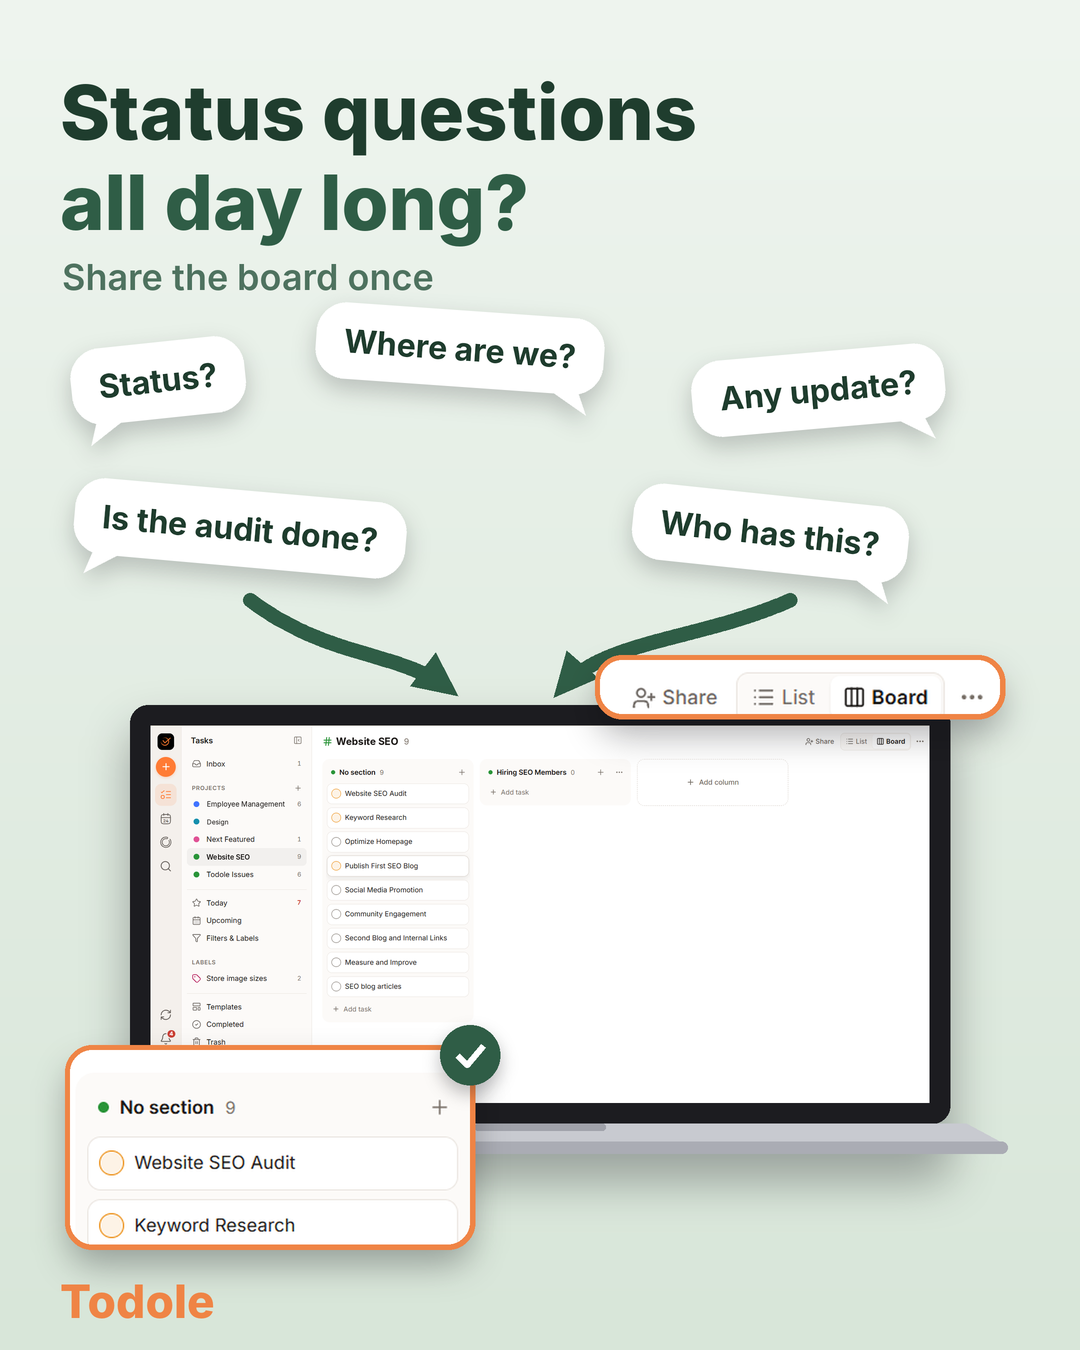 Status questions
all day long?
Share the board once
Where are we?
Status?
Any update?
Is the audit done?
Who has this?
Share
List
Board
Tasks
Inbox 1
PROJECTS
Employee Management 6
Design
Next Featured 1
Website SEO 9
Todole Issues 6
Today 7
Upcoming
Filters & Labels
LABELS
Store image sizes 2
Templates
Completed
Trash
4
# Website SEO 9
Share
List
Board
No section 9
Website SEO Audit
Keyword Research
Optimize Homepage
Publish First SEO Blog
Social Media Promotion
Community Engagement
Second Blog and Internal Links
Measure and Improve
SEO blog articles
+ Add task
Hiring SEO Members 0
+ Add task
+ Add column
No section 9
Website SEO Audit
Keyword Research
Todole